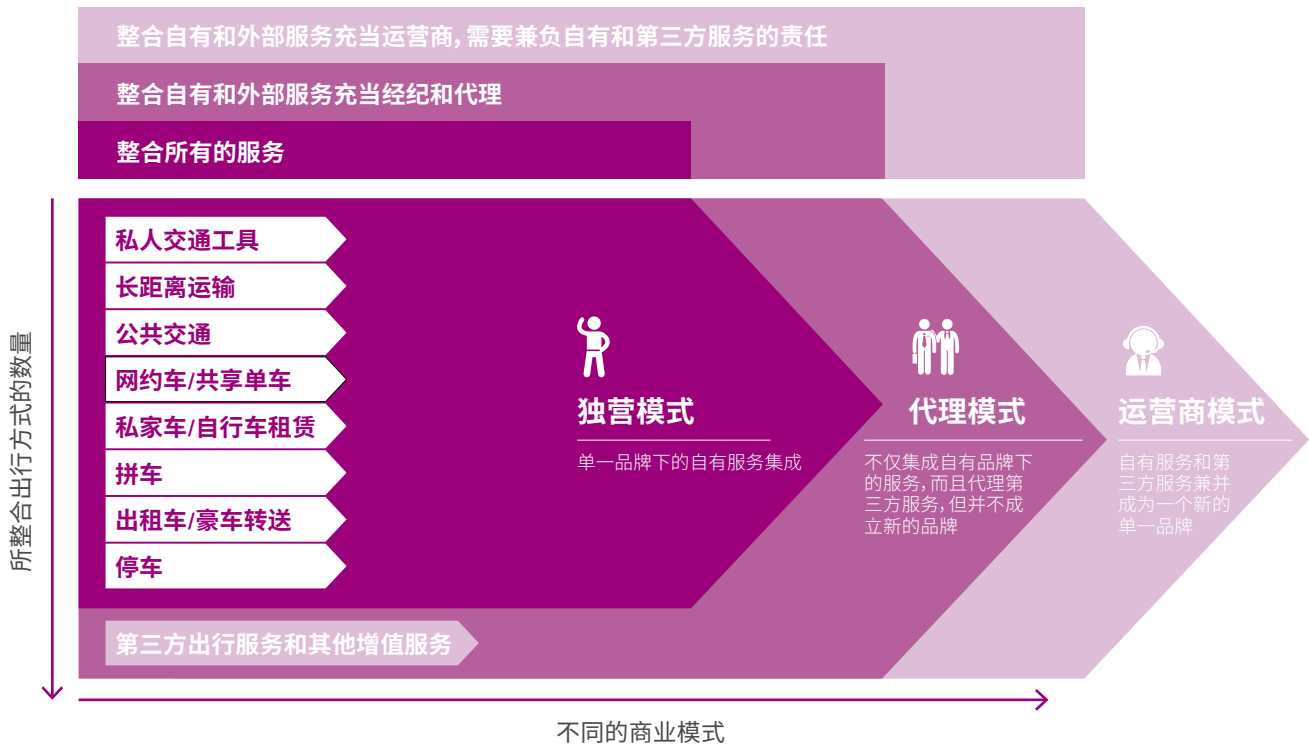 整合自有和外部服务充当运营商,需要兼负自有和第三方服务的责任
整合自有和外部服务充当经纪和代理
整合所有的服务
所整合出行方式的数量
私人交通工具
长距离运输
公共交通
网约车/共享单车
私家车/自行车租赁
拼车
出租车/豪车转送
停车
第三方出行服务和其他增值服务
独营模式
单一品牌下的自有服务集成
代理模式
不仅集成自有品牌下
的服务,而且代理第
三方服务,但并不成
立新的品牌
运营商模式
自有服务和第
三方服务兼并
成为一个新的
单一品牌
不同的商业模式